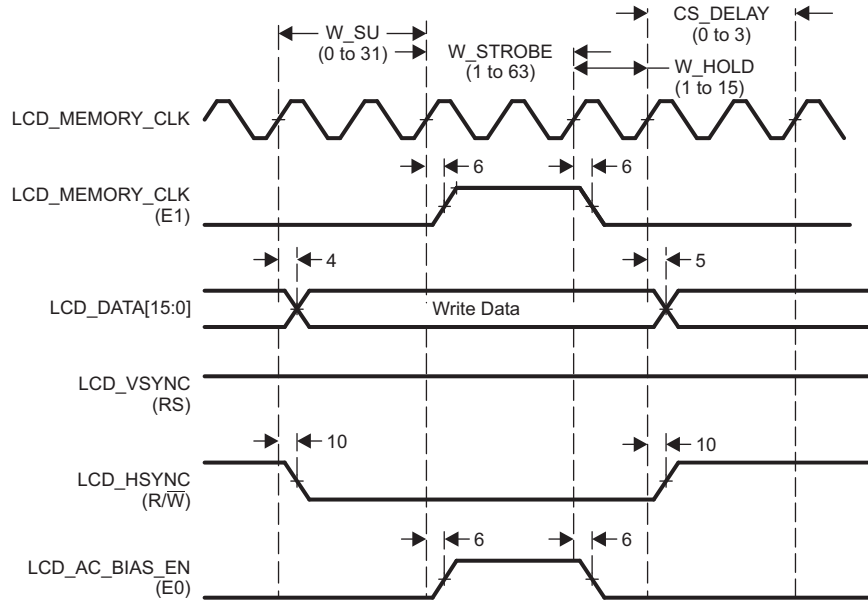 CS_DELAY
(0 to 3)
W_SU
(0 to 31)
W_STROBE
(1 to 63)
W_HOLD
(1 to 15)
LCD_MEMORY_CLK
6
6
LCD_MEMORY_CLK
(E1)
4
5
LCD_DATA[15:0]
Write Data
LCD_VSYNC
(RS)
10
10
LCD_HSYNC
(R/W̅)
6
6
LCD_AC_BIAS_EN
(E0)